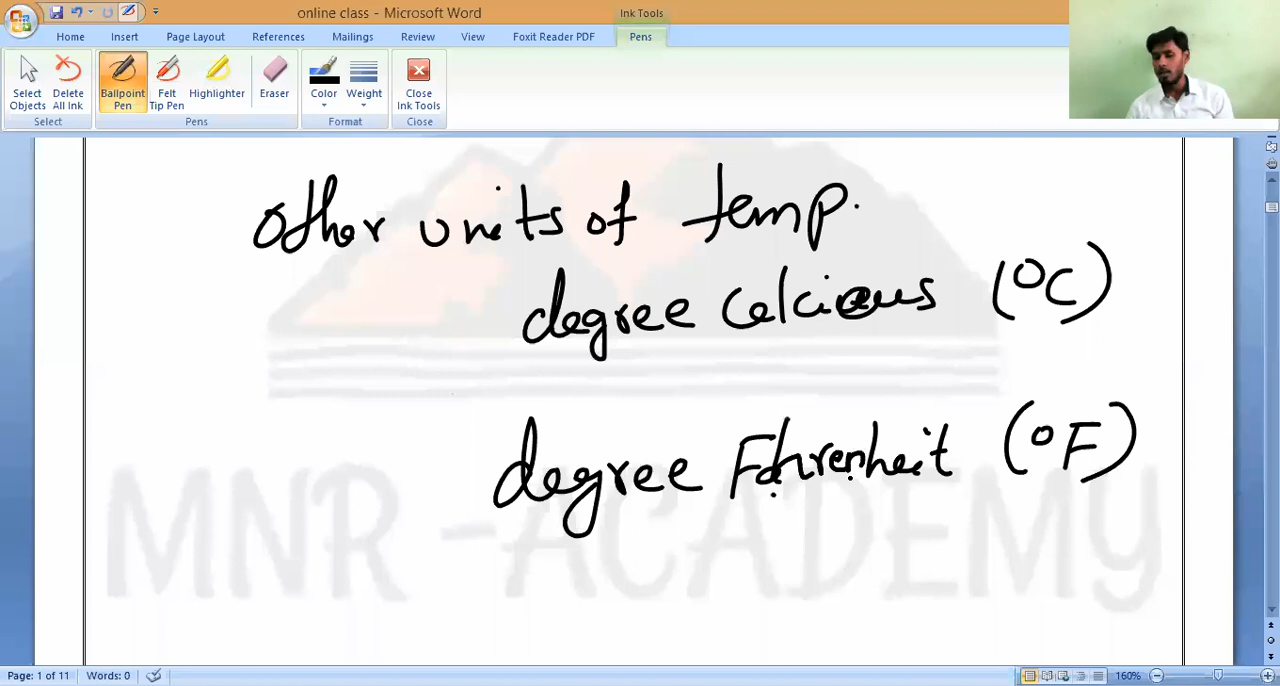 online class - Microsoft Word
Ink Tools
Home Insert Page Layout References Mailings Review View Foxit Reader PDF Pens
Select Objects
Delete All Ink
Ballpoint Pen
Felt Tip Pen
Highlighter
Eraser
Color
Weight
Close Ink Tools
Select Pens Format Close
Other units of temp.
degree Celcieus (°C)
degree Fahrenheit (°F)
MNR - ACADEMY
Page: 1 of 11 Words: 0 160%